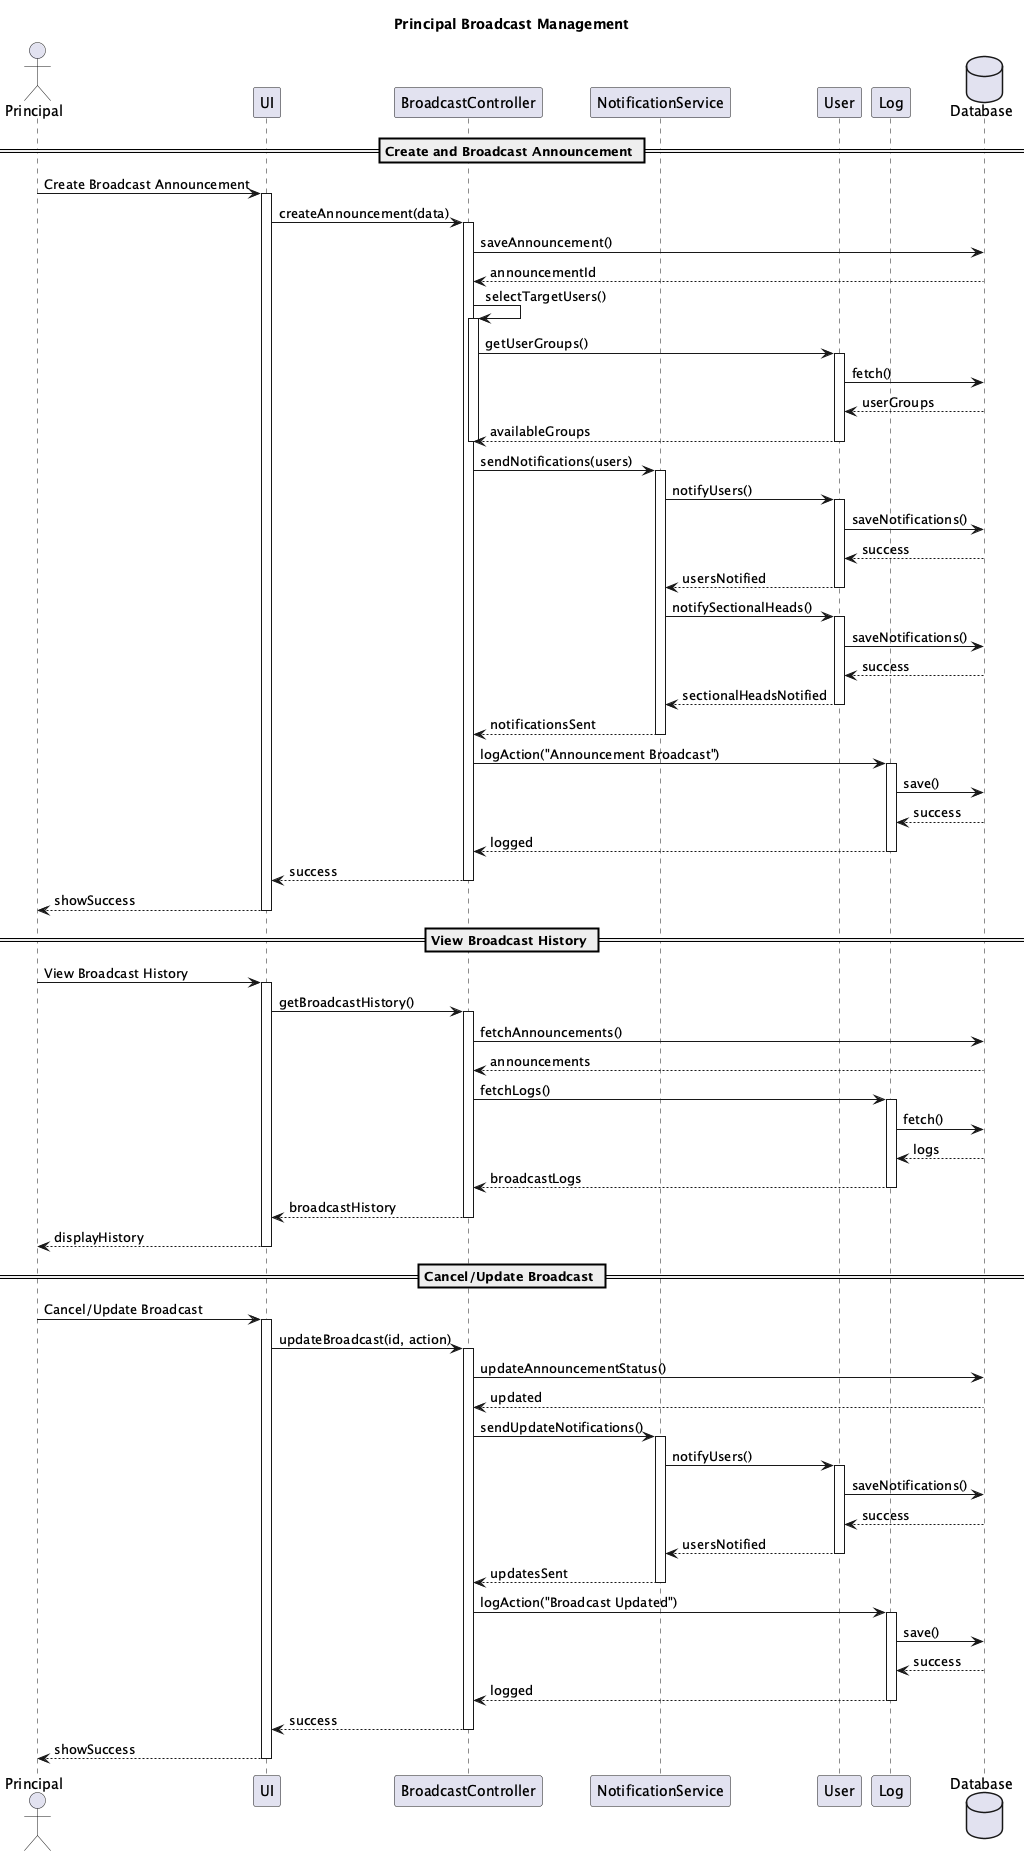 Principal Broadcast Management
Principal
UI
BroadcastController
NotificationService
User
Log
Database
Create and Broadcast Announcement
Create Broadcast Announcement
createAnnouncement(data)
saveAnnouncement()
announcementId
selectTargetUsers()
getUserGroups()
fetch()
userGroups
availableGroups
sendNotifications(users)
notifyUsers()
saveNotifications()
success
usersNotified
notifySectionalHeads()
saveNotifications()
success
sectionalHeadsNotified
notificationsSent
logAction("Announcement Broadcast")
save()
success
logged
success
showSuccess
View Broadcast History
View Broadcast History
getBroadcastHistory()
fetchAnnouncements()
announcements
fetchLogs()
fetch()
logs
broadcastLogs
broadcastHistory
displayHistory
Cancel/Update Broadcast
Cancel/Update Broadcast
updateBroadcast(id, action)
updateAnnouncementStatus()
updated
sendUpdateNotifications()
notifyUsers()
saveNotifications()
success
usersNotified
updatesSent
logAction("Broadcast Updated")
save()
success
logged
success
showSuccess
Principal
UI
BroadcastController
NotificationService
User
Log
Database